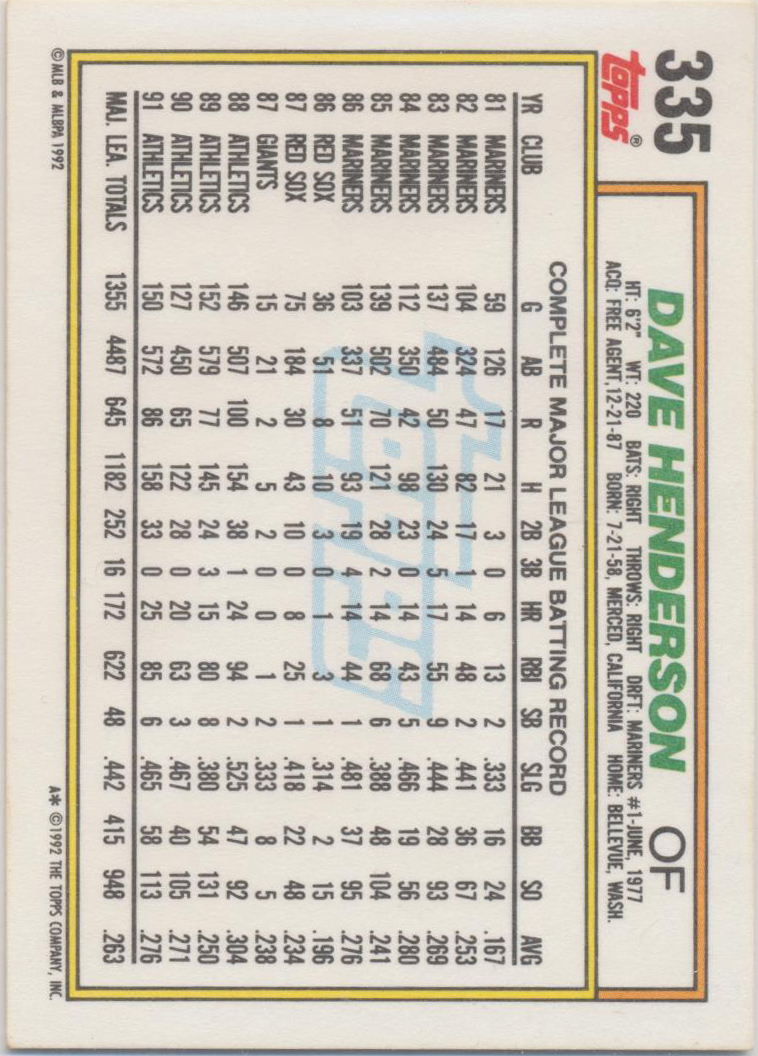 335
topps®
DAVE HENDERSON OF
HT: 6'2" WT: 220 BATS: RIGHT THROWS: RIGHT DRFT: MARINERS #1-JUNE, 1977
ACQ: FREE AGENT, 12-21-87 BORN: 7-21-58, MERCED, CALIFORNIA HOME: BELLEVUE, WASH.
COMPLETE MAJOR LEAGUE BATTING RECORD
YR CLUB G AB R H 2B 3B HR RBI SB SLG BB SO AVG
81 MARINERS 59 126 17 21 3 0 6 13 2 .333 16 24 .167
82 MARINERS 104 324 47 82 17 1 14 48 2 .441 36 67 .253
83 MARINERS 137 484 50 130 24 5 17 55 9 .444 28 93 .269
84 MARINERS 112 350 42 98 23 0 14 43 5 .466 19 56 .280
85 MARINERS 139 502 70 121 28 2 14 68 6 .388 48 104 .241
86 MARINERS 103 337 51 93 19 4 14 44 1 .481 37 95 .276
86 RED SOX 36 51 8 10 3 0 1 3 1 .314 2 15 .196
87 RED SOX 75 184 30 43 10 0 8 25 1 .418 22 48 .234
87 GIANTS 15 21 2 5 2 0 0 1 2 .333 8 5 .238
88 ATHLETICS 146 507 100 154 38 1 24 94 2 .525 47 92 .304
89 ATHLETICS 152 579 77 145 24 3 15 80 8 .380 54 131 .250
90 ATHLETICS 127 450 65 122 28 0 20 63 3 .467 40 105 .271
91 ATHLETICS 150 572 86 158 33 0 25 85 6 .465 58 113 .276
MAJ. LEA. TOTALS 1355 4487 645 1182 252 16 172 622 48 .442 415 948 .263
topps
© MLB & MLBPA 1992
A* ©1992 THE TOPPS COMPANY, INC.